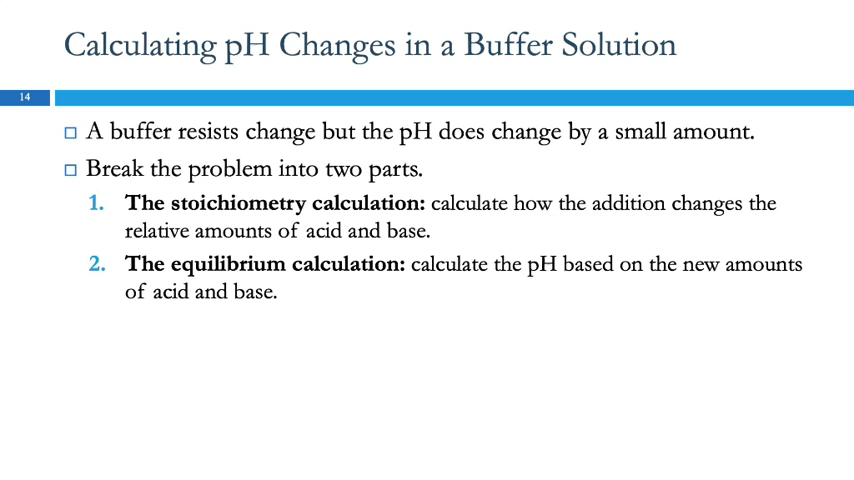 Calculating pH Changes in a Buffer Solution
14
A buffer resists change but the pH does change by a small amount.
Break the problem into two parts.
1. The stoichiometry calculation: calculate how the addition changes the
relative amounts of acid and base.
2. The equilibrium calculation: calculate the pH based on the new amounts
of acid and base.